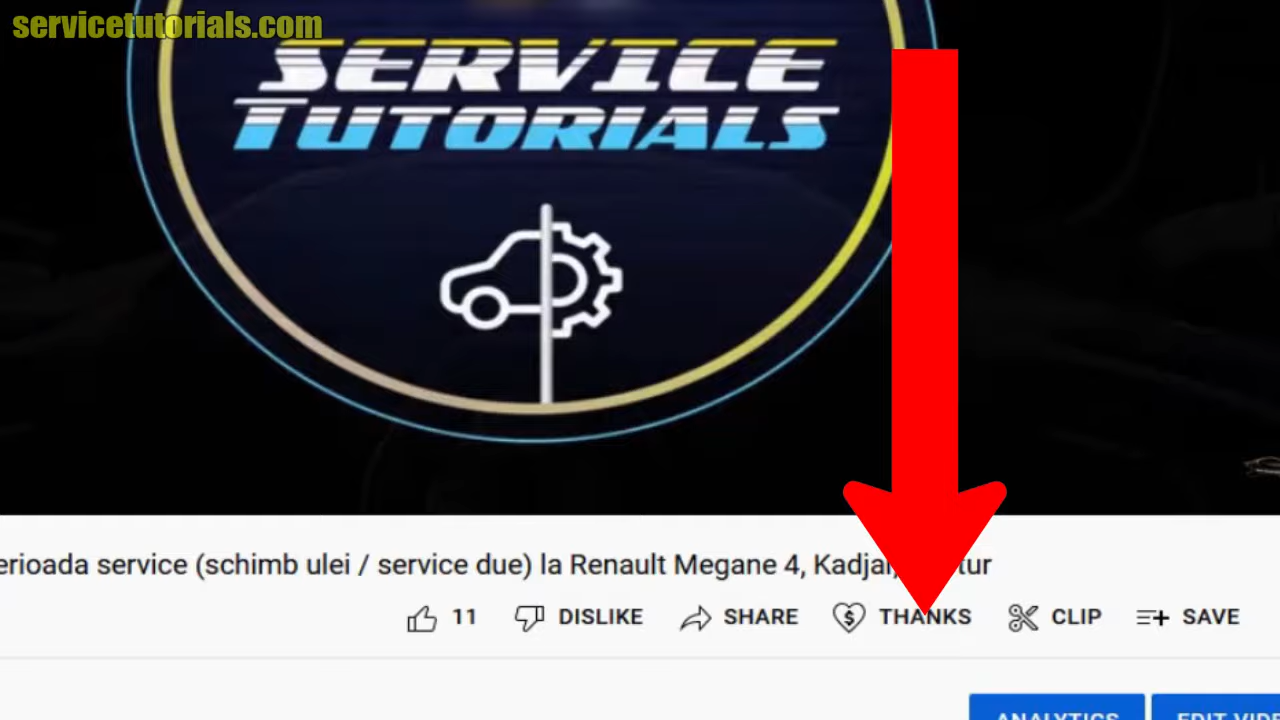 servicetutorials.com
SERVICE
TUTORIALS
erioada service (schimb ulei / service due) la Renault Megane 4, Kadjar,
11 DISLIKE SHARE THANKS CLIP SAVE
ANALYTICS